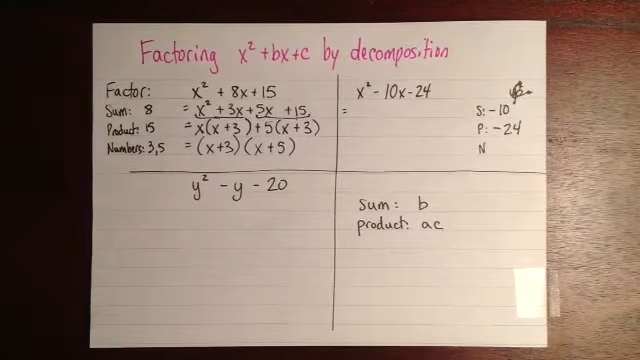 Factoring x² + bx + c by decomposition
Factor: x² + 8x + 15
Sum: 8 = x² + 3x + 5x + 15
Product: 15 = x(x+3) + 5(x+3)
Numbers: 3,5 = (x+3)(x+5)
x² - 10x - 24
=
S: -10
P: -24
N
y² - y - 20
sum: b
product: ac